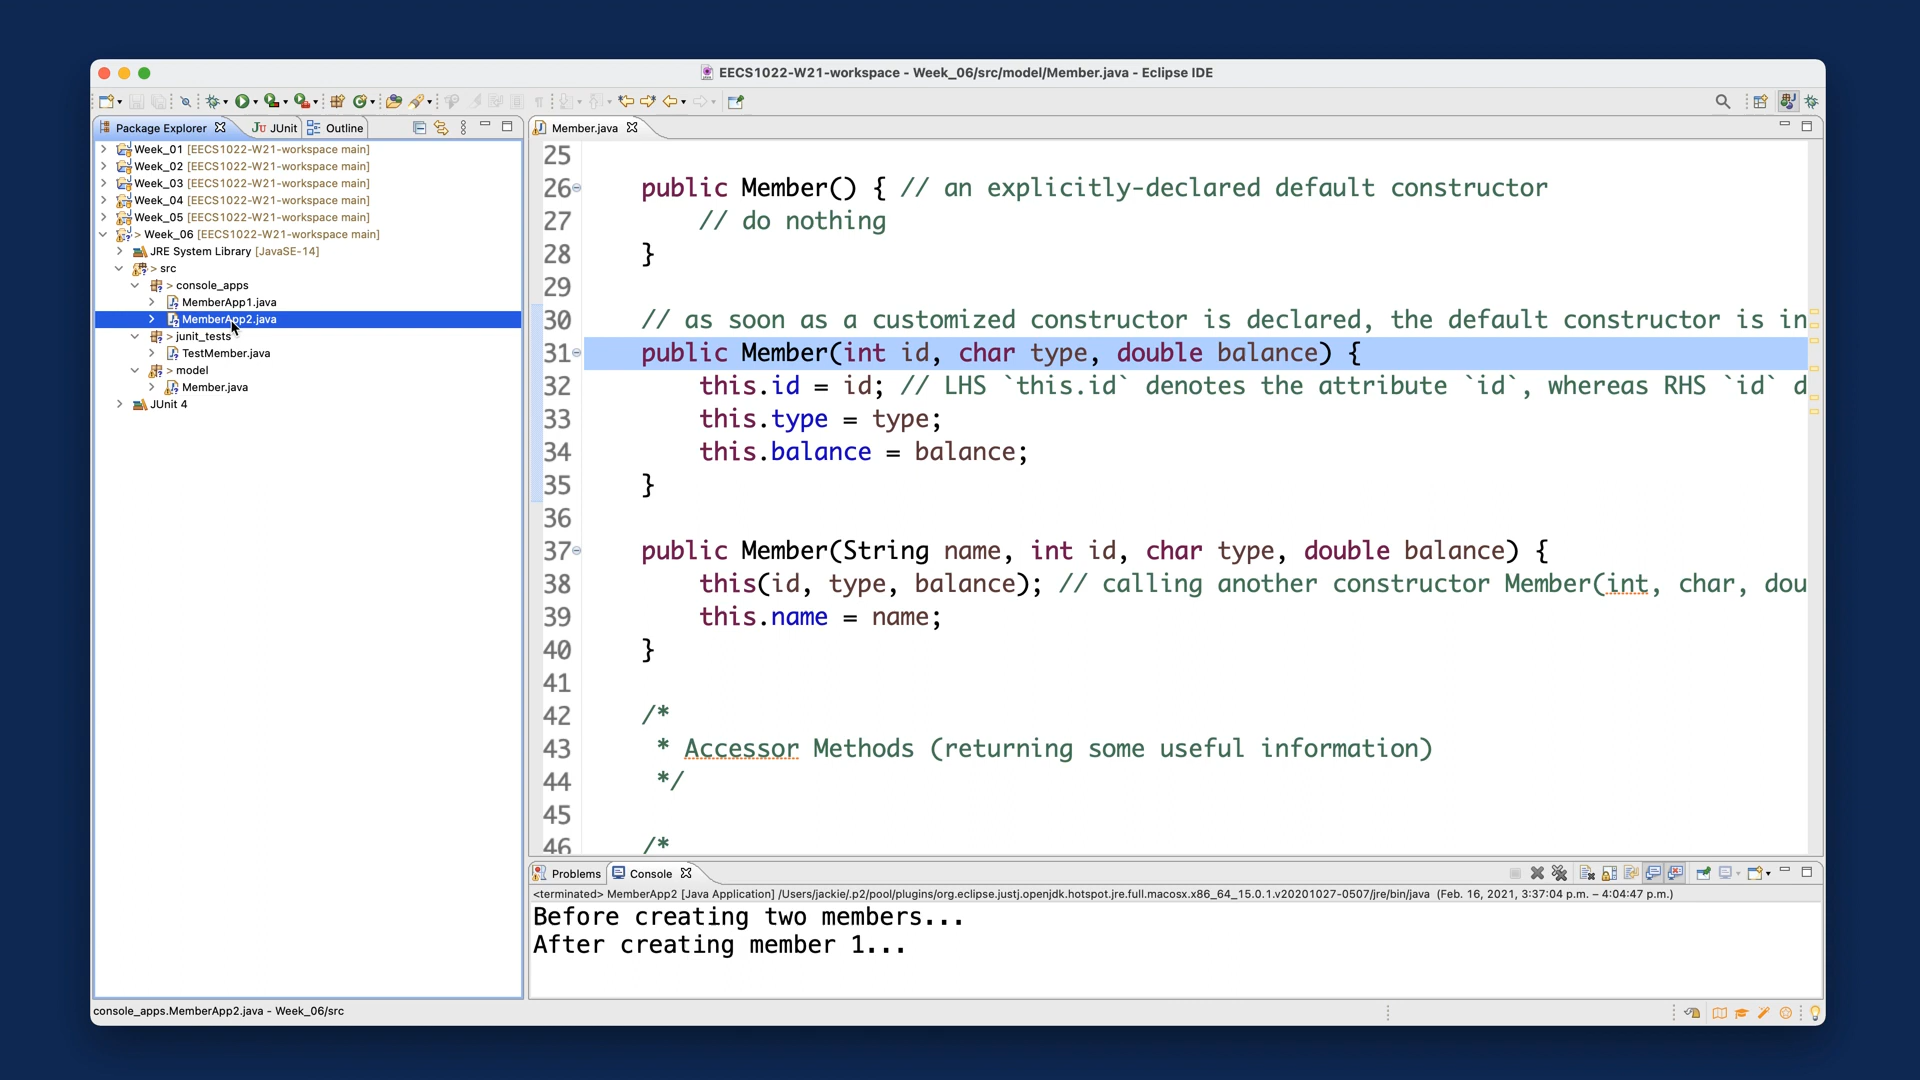 EECS1022-W21-workspace - Week_06/src/model/Member.java - Eclipse IDE
Package Explorer
JUnit
Outline
Week_01 [EECS1022-W21-workspace main]
Week_02 [EECS1022-W21-workspace main]
Week_03 [EECS1022-W21-workspace main]
Week_04 [EECS1022-W21-workspace main]
Week_05 [EECS1022-W21-workspace main]
> Week_06 [EECS1022-W21-workspace main]
JRE System Library [JavaSE-14]
> src
> console_apps
MemberApp1.java
MemberApp2.java
> junit_tests
TestMember.java
> model
Member.java
JUnit 4
Member.java
25
26 public Member() { // an explicitly-declared default constructor
27 // do nothing
28 }
29
30 // as soon as a customized constructor is declared, the default constructor is in
31 public Member(int id, char type, double balance) {
32 this.id = id; // LHS `this.id` denotes the attribute `id`, whereas RHS `id` d
33 this.type = type;
34 this.balance = balance;
35 }
36
37 public Member(String name, int id, char type, double balance) {
38 this(id, type, balance); // calling another constructor Member(int, char, dou
39 this.name = name;
40 }
41
42 /*
43 * Accessor Methods (returning some useful information)
44 */
45
46 /*
Problems
Console
<terminated> MemberApp2 [Java Application] /Users/jackie/.p2/pool/plugins/org.eclipse.justj.openjdk.hotspot.jre.full.macosx.x86_64_15.0.1.v20201027-0507/jre/bin/java (Feb. 16, 2021, 3:37:04 p.m. – 4:04:47 p.m.)
Before creating two members...
After creating member 1...
console_apps.MemberApp2.java - Week_06/src